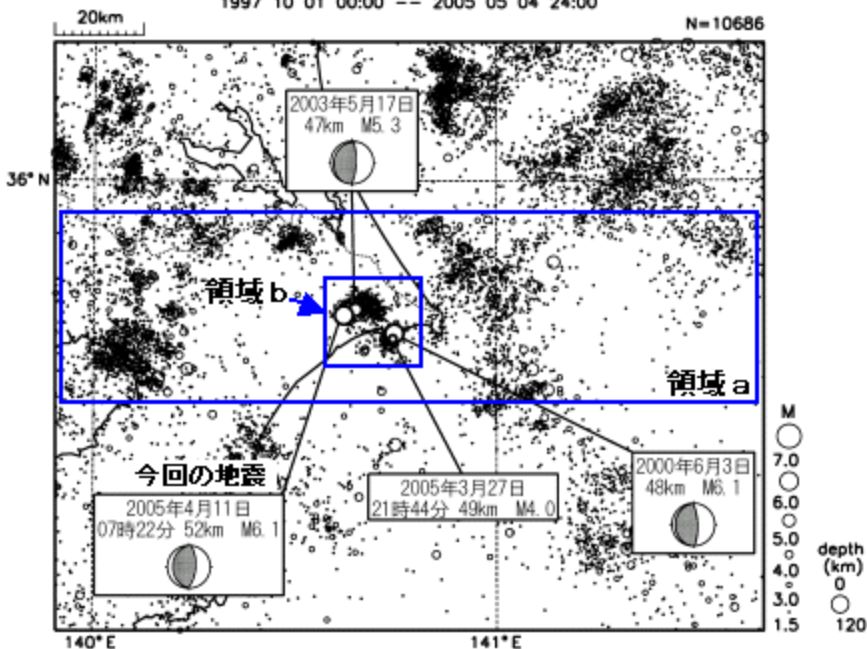 1997 10 01 00:00 -- 2005 05 04 24:00
20km
N=10686
2003年5月17日
47km M5.3
36°N
領域b
領域a
今回の地震
2005年4月11日
07時22分 52km M6.1
2005年3月27日
21時44分 49km M4.0
2000年6月3日
48km M6.1
M
7.0
6.0
5.0
4.0
3.0
1.5
depth
(km)
0
120
140°E
141°E